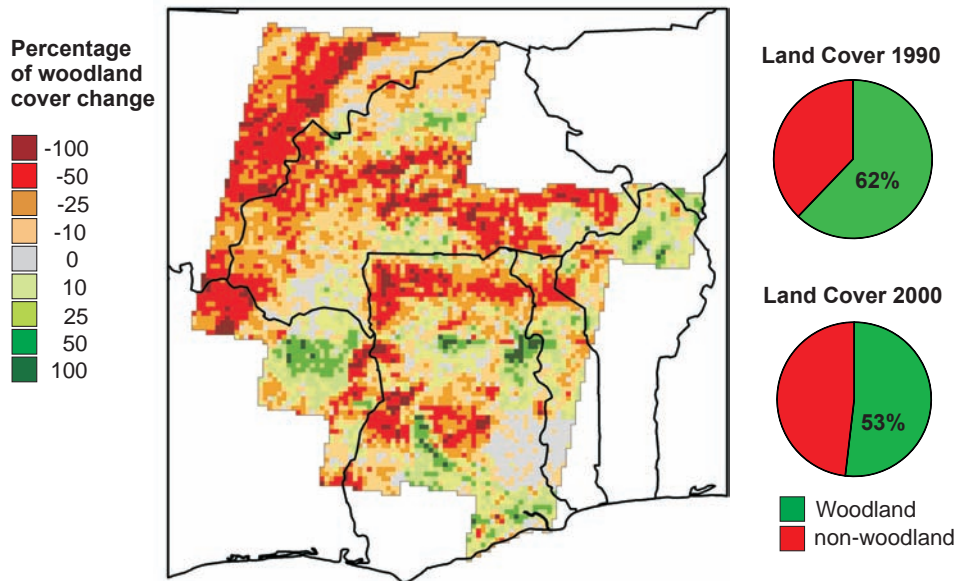 Percentage
of woodland
cover change
-100
-50
-25
-10
0
10
25
50
100
Land Cover 1990
62%
Land Cover 2000
53%
Woodland
non-woodland